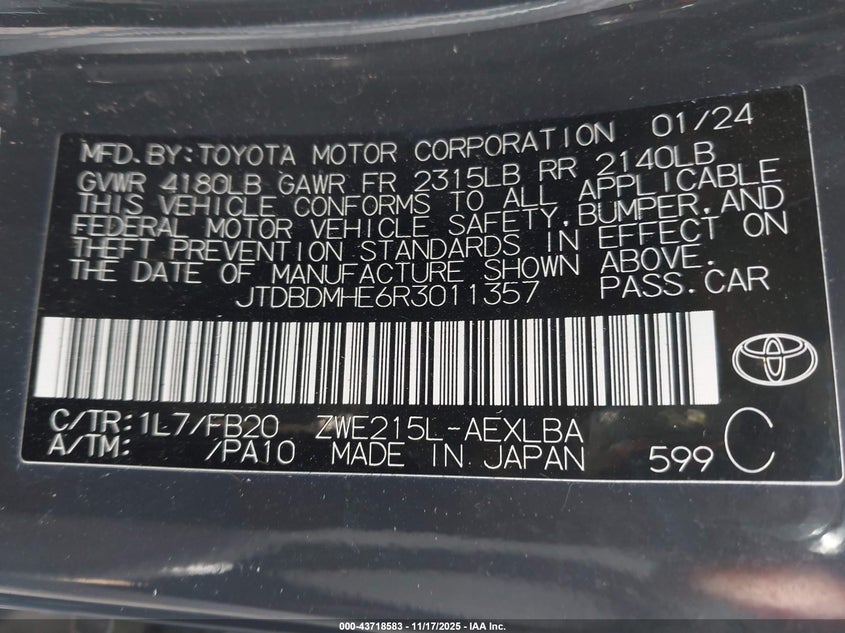 MFD.BY:TOYOTA MOTOR CORPORATION 01/24
GVWR 4180LB GAWR FR 2315LB RR 2140LB
THIS VEHICLE CONFORMS TO ALL APPLICABLE
FEDERAL MOTOR VEHICLE SAFETY,BUMPER,AND
THEFT PREVENTION STANDARDS IN EFFECT ON
THE DATE OF MANUFACTURE SHOWN ABOVE.
JTDBDMHE6R3011357 PASS.CAR
C/TR:1L7/FB20 ZWE215L-AEXLBA
A/TM: /PA10 MADE IN JAPAN 599 C
000-43718583 | 11/17/2025 - IAA Inc.